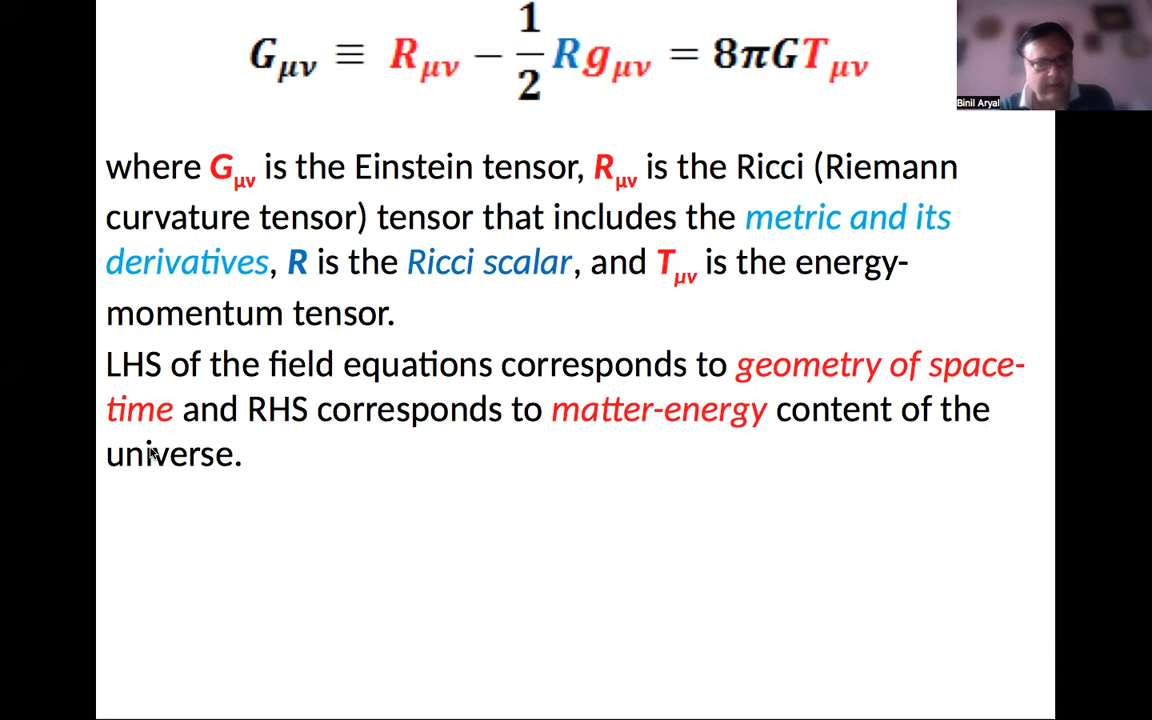 G_μν ≡ R_μν − 1/2 R g_μν = 8πG T_μν
Binil Aryal
where G_μν is the Einstein tensor, R_μν is the Ricci (Riemann
curvature tensor) tensor that includes the metric and its
derivatives, R is the Ricci scalar, and T_μν is the energy-
momentum tensor.
LHS of the field equations corresponds to geometry of space-
time and RHS corresponds to matter-energy content of the
universe.